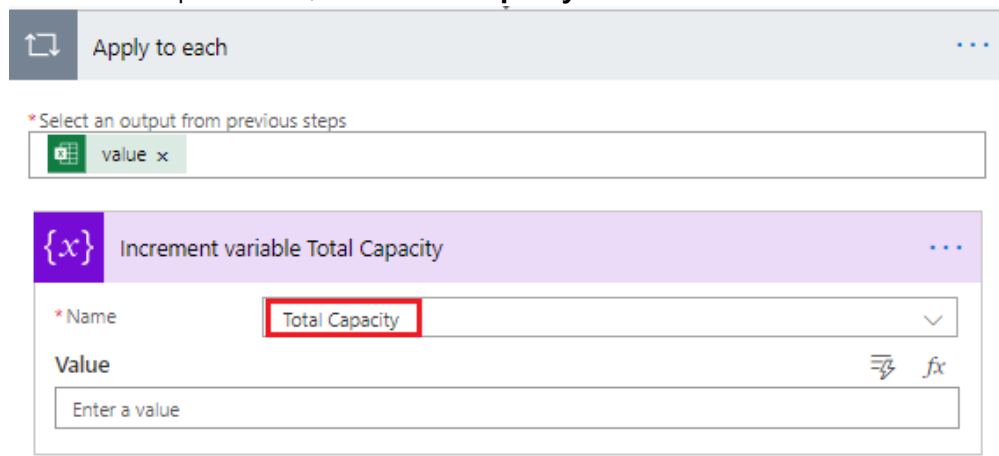 Apply to each
...
* Select an output from previous steps
value ×
{x} Increment variable Total Capacity
...
* Name
Total Capacity
Value
fx
Enter a value